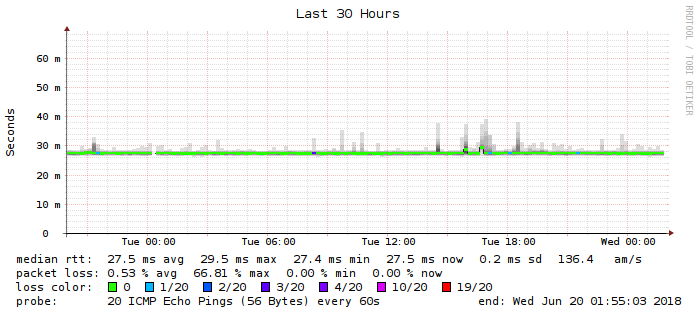 Last 30 Hours
RRDTOOL / TOBI OETIKER
Seconds
60 m
50 m
40 m
30 m
20 m
10 m
0
Tue 00:00 Tue 06:00 Tue 12:00 Tue 18:00 Wed 00:00
median rtt: 27.5 ms avg 29.5 ms max 27.4 ms min 27.5 ms now 0.2 ms sd 136.4 am/s
packet loss: 0.53 % avg 66.81 % max 0.00 % min 0.00 % now
loss color: 0 1/20 2/20 3/20 4/20 10/20 19/20
probe: 20 ICMP Echo Pings (56 Bytes) every 60s end: Wed Jun 20 01:55:03 2018